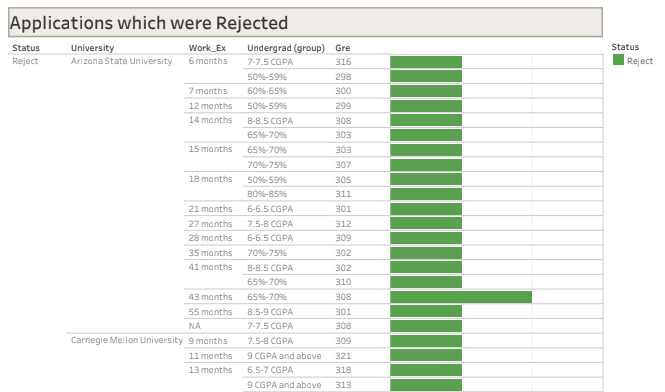 Applications which were Rejected
Status University Work_Ex Undergrad (group) Gre
Status
Reject Arizona State University 6 months 7-7.5 CGPA 316
Reject
50%-59% 298
7 months 60%-65% 300
12 months 50%-59% 299
14 months 8-8.5 CGPA 308
65%-70% 303
15 months 65%-70% 303
70%-75% 307
18 months 50%-59% 305
80%-85% 311
21 months 6-6.5 CGPA 301
27 months 7.5-8 CGPA 312
28 months 6-6.5 CGPA 309
35 months 70%-75% 302
41 months 8-8.5 CGPA 302
65%-70% 310
43 months 65%-70% 308
55 months 8.5-9 CGPA 301
NA 7-7.5 CGPA 308
Carnegie Mellon University 9 months 7.5-8 CGPA 309
11 months 9 CGPA and above 321
13 months 6.5-7 CGPA 318
9 CGPA and above 313